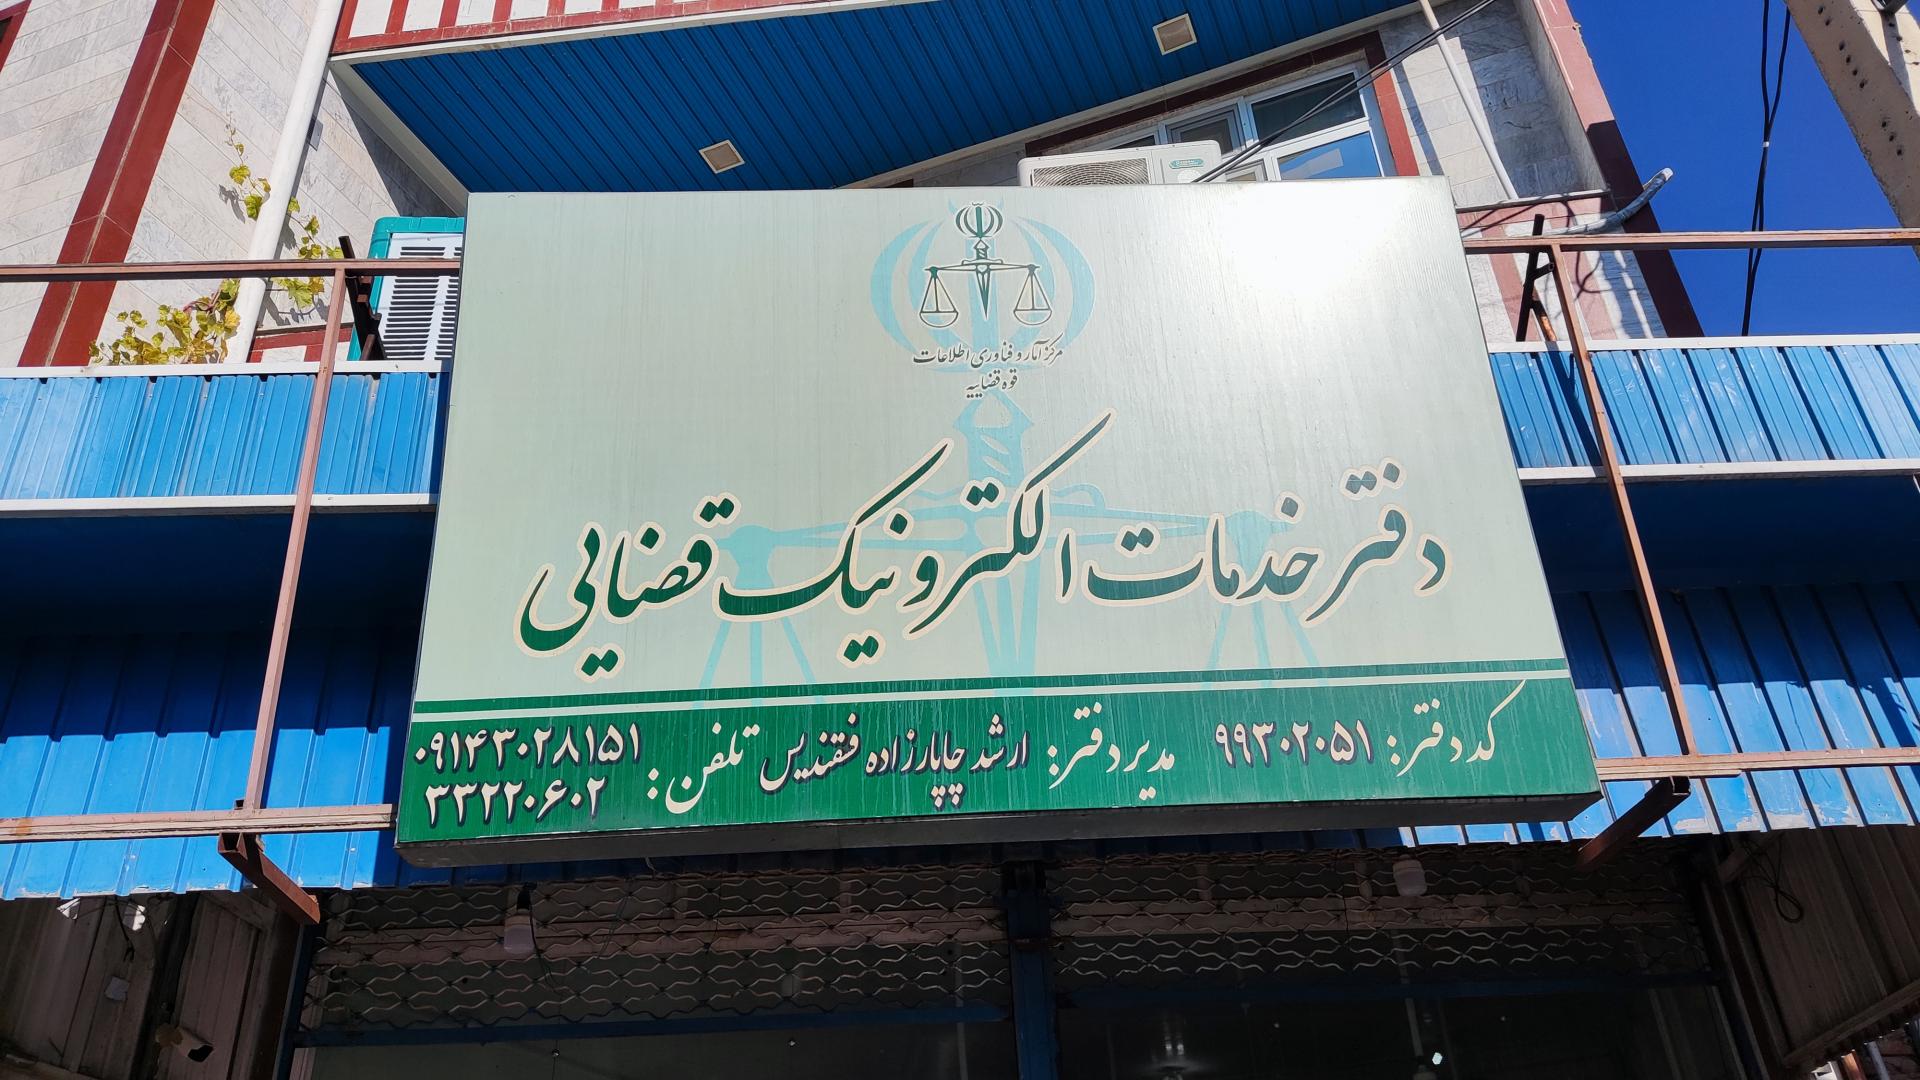 مرکز آمار و فناوری اطلاعات
قوه قضاییه
دفتر خدمات الکترونیک قضایی
کد دفتر: ۹۹۳۰۲۰۵۱ مدیر دفتر: ارشد چاپارزاده فسقندیس تلفن: ۰۹۱۴۳۰۲۸۱۵۱
۳۳۲۲۰۶۰۲